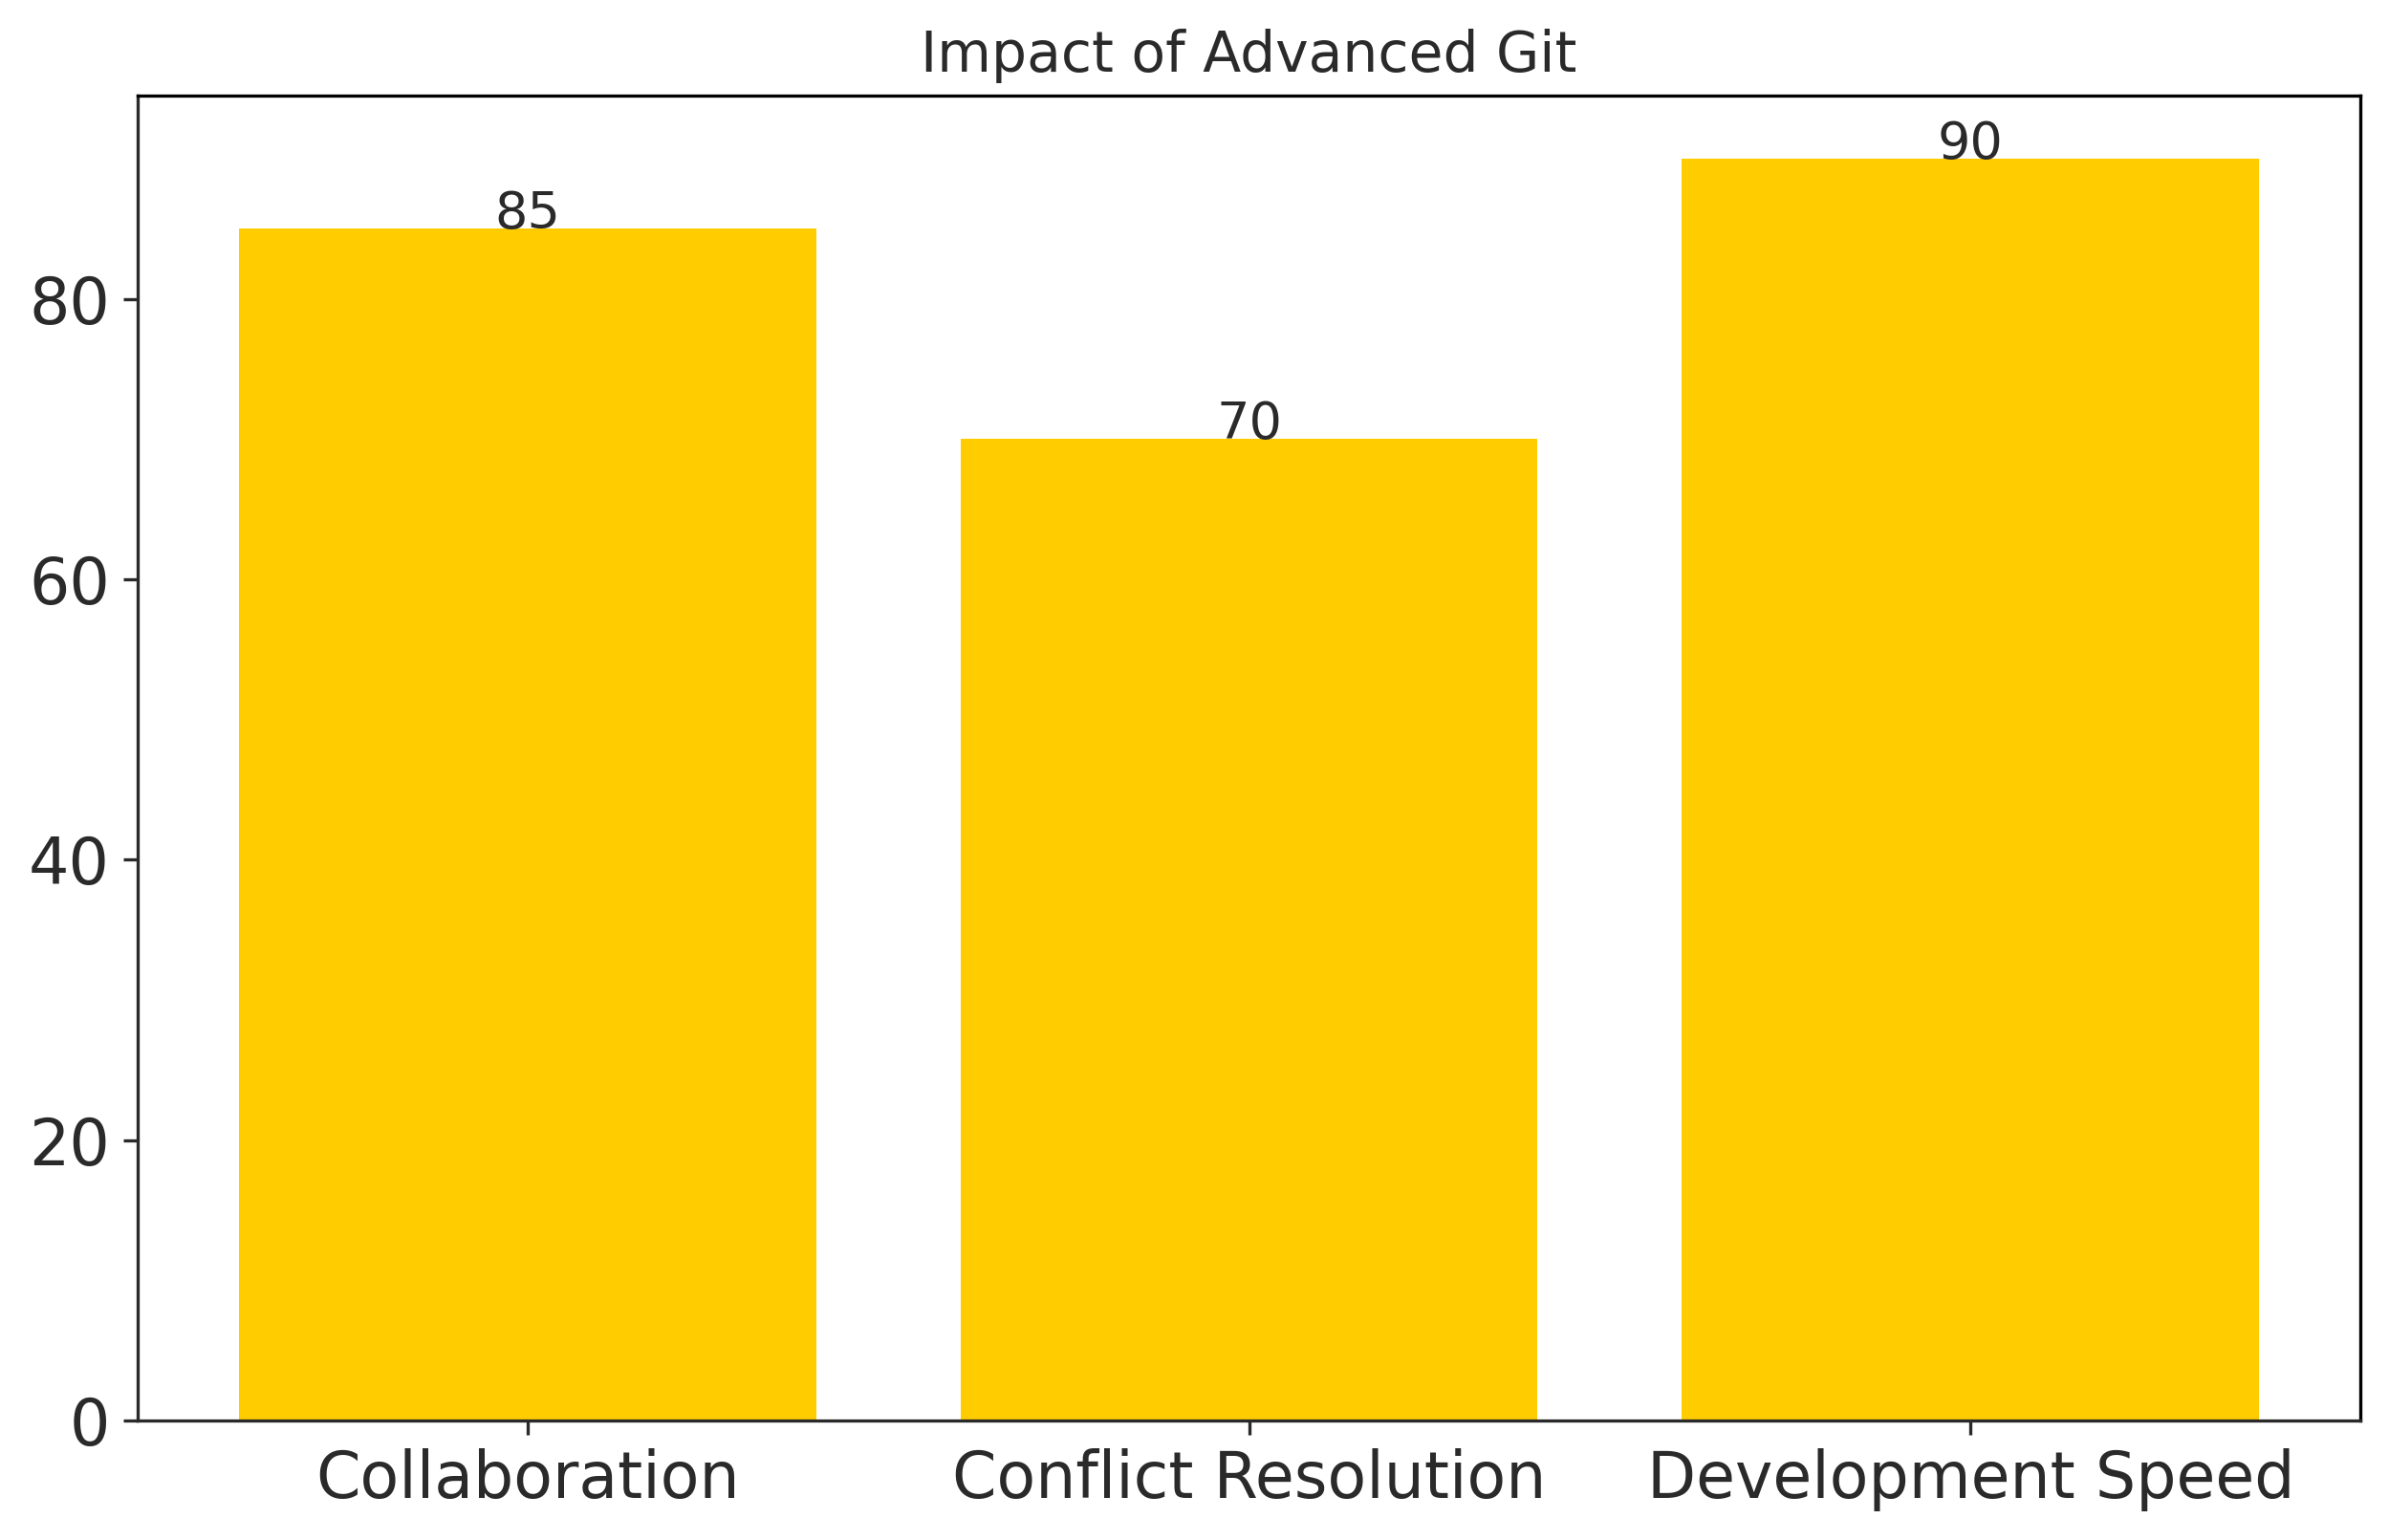 Impact of Advanced Git
90
85
80
70
60
40
20
0
Collaboration
Conflict Resolution
Development Speed